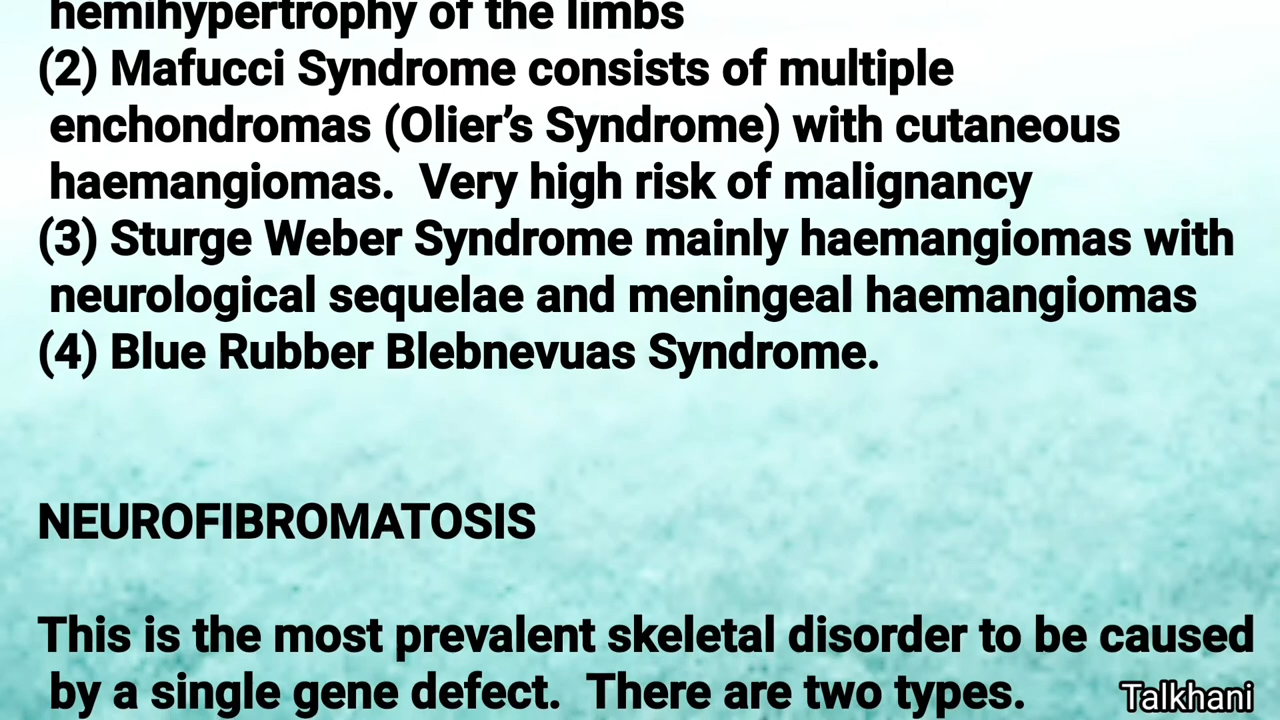 hemihypertrophy of the limbs
(2) Mafucci Syndrome consists of multiple
enchondromas (Olier’s Syndrome) with cutaneous
haemangiomas.  Very high risk of malignancy
(3) Sturge Weber Syndrome mainly haemangiomas with
neurological sequelae and meningeal haemangiomas
(4) Blue Rubber Blebnevuas Syndrome.
NEUROFIBROMATOSIS
This is the most prevalent skeletal disorder to be caused
by a single gene defect.  There are two types.
Talkhani